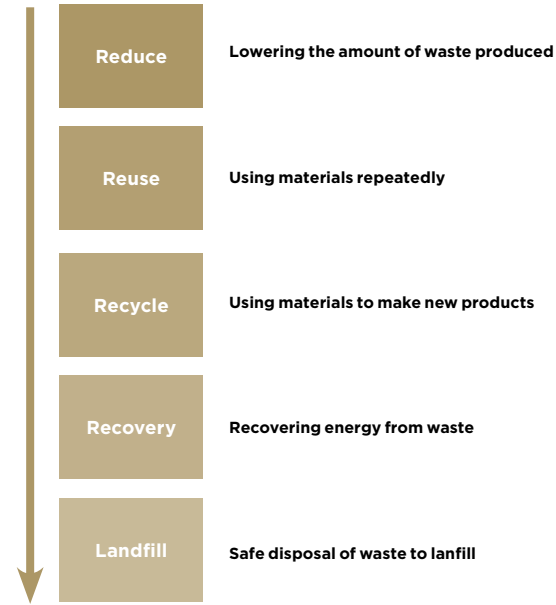 Reduce
Lowering the amount of waste produced
Reuse
Using materials repeatedly
Recycle
Using materials to make new products
Recovery
Recovering energy from waste
Landfill
Safe disposal of waste to lanfill